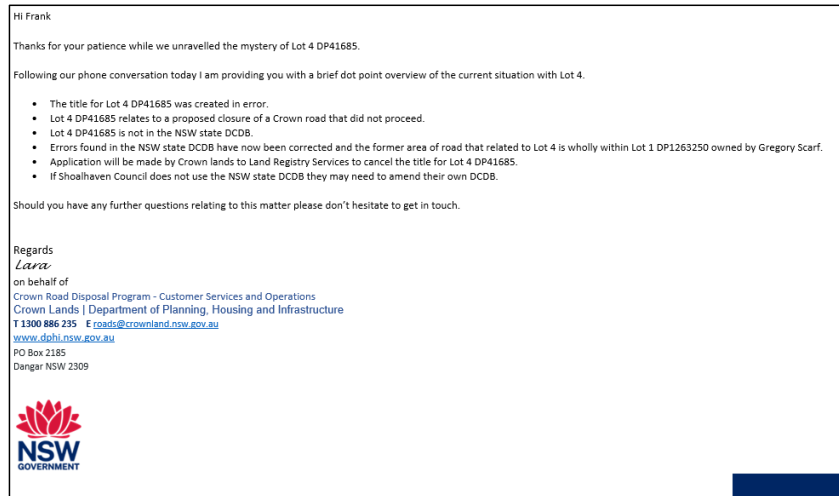 Hi Frank
Thanks for your patience while we unravelled the mystery of Lot 4 DP41685.
Following our phone conversation today I am providing you with a brief dot point overview of the current situation with Lot 4.
• The title for Lot 4 DP41685 was created in error.
• Lot 4 DP41685 relates to a proposed closure of a Crown road that did not proceed.
• Lot 4 DP41685 is not in the NSW state DCDB.
• Errors found in the NSW state DCDB have now been corrected and the former area of road that related to Lot 4 is wholly within Lot 1 DP1263250 owned by Gregory Scarf.
• Application will be made by Crown lands to Land Registry Services to cancel the title for Lot 4 DP41685.
• If Shoalhaven Council does not use the NSW state DCDB they may need to amend their own DCDB.
Should you have any further questions relating to this matter please don't hesitate to get in touch.
Regards
Lara
on behalf of
Crown Road Disposal Program - Customer Services and Operations
Crown Lands | Department of Planning, Housing and Infrastructure
T 1300 886 235 E roads@crownland.nsw.gov.au
www.dphi.nsw.gov.au
PO Box 2185
Dangar NSW 2309
NSW
GOVERNMENT